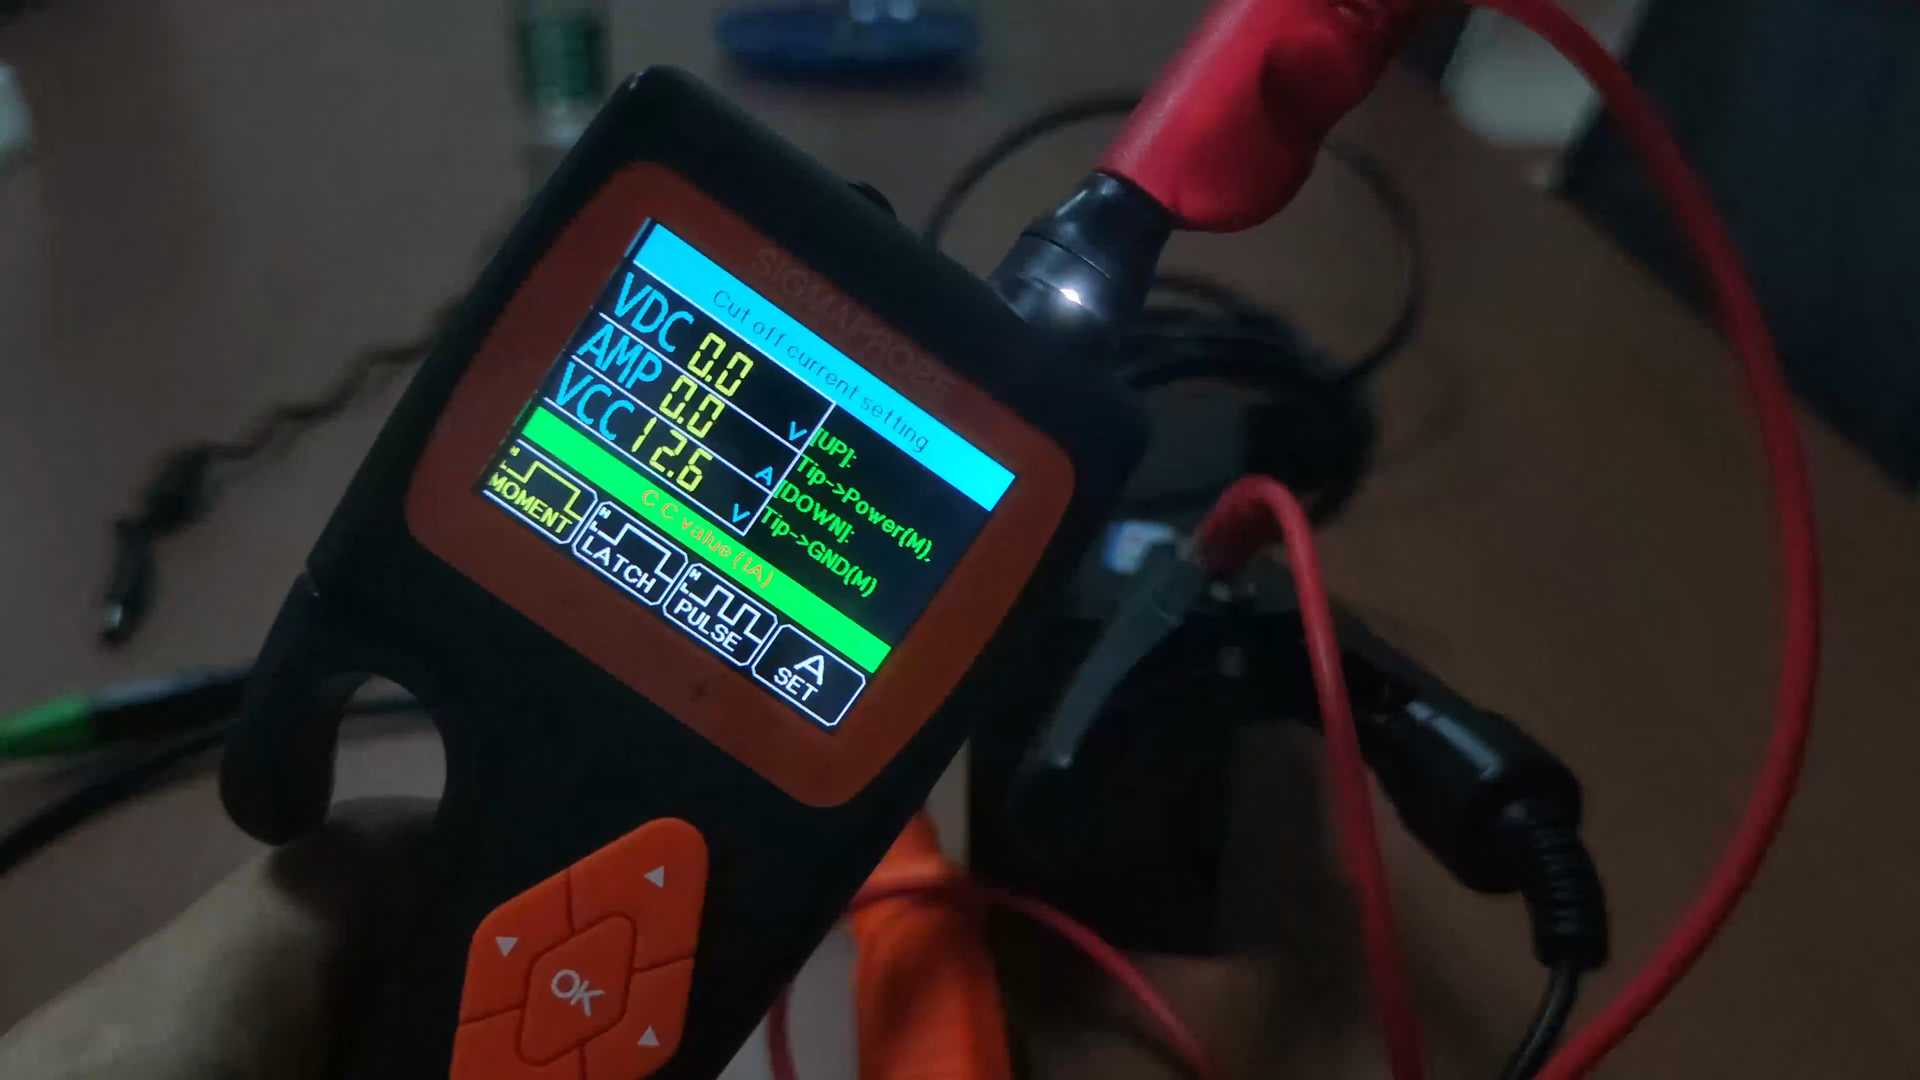 SIGMAPROBE
Cut off current setting
VDC 0.0 V
AMP 0.0 A
VCC 12.6 V
[UP]:
Tip->Power(M).
[DOWN]:
Tip->GND(M)
C C value (1A)
H L MOMENT
H L LATCH
H L PULSE
A SET
OK